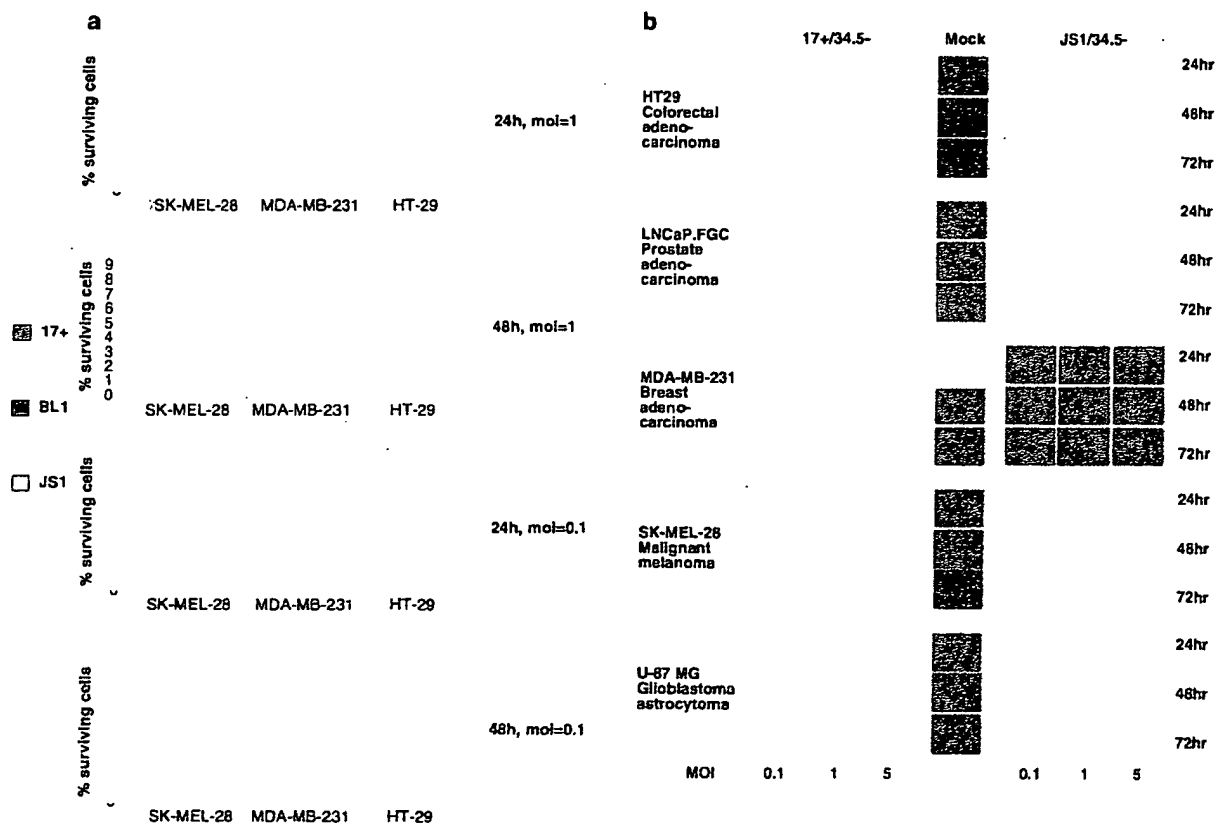 a
% surviving cells
24h, moi=1
SK-MEL-28 MDA-MB-231 HT-29
% surviving cells
9
8
7
6
5
4
3
2
1
0
48h, moi=1
SK-MEL-28 MDA-MB-231 HT-29
17+
BL1
JS1
% surviving cells
24h, moi=0.1
SK-MEL-28 MDA-MB-231 HT-29
% surviving cells
48h, moi=0.1
SK-MEL-28 MDA-MB-231 HT-29
b
17+/34.5- Mock JS1/34.5-
HT29
Colorectal
adeno-
carcinoma
24hr
48hr
72hr
LNCaP.FGC
Prostate
adeno-
carcinoma
24hr
48hr
72hr
MDA-MB-231
Breast
adeno-
carcinoma
24hr
48hr
72hr
SK-MEL-28
Malignant
melanoma
24hr
48hr
72hr
U-87 MG
Glioblastoma
astrocytoma
24hr
48hr
72hr
MOI 0.1 1 5 0.1 1 5